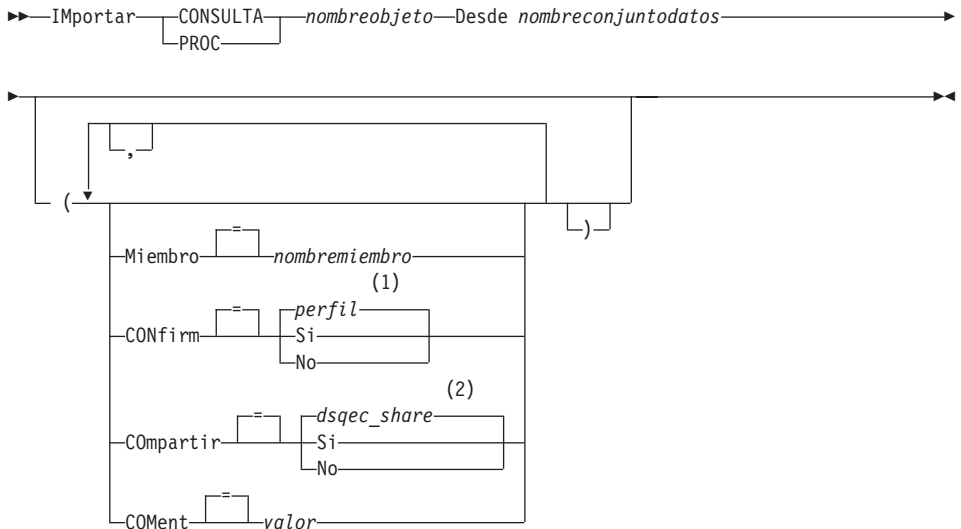 IMportar CONSULTA nombreobjeto Desde nombreconjuntodatos
PROC
,
(
)
=
Miembro nombremiembro
(1)
= perfil
CONfirm Si
No
(2)
= dsqec_share
COmpartir Si
No
=
COMent valor